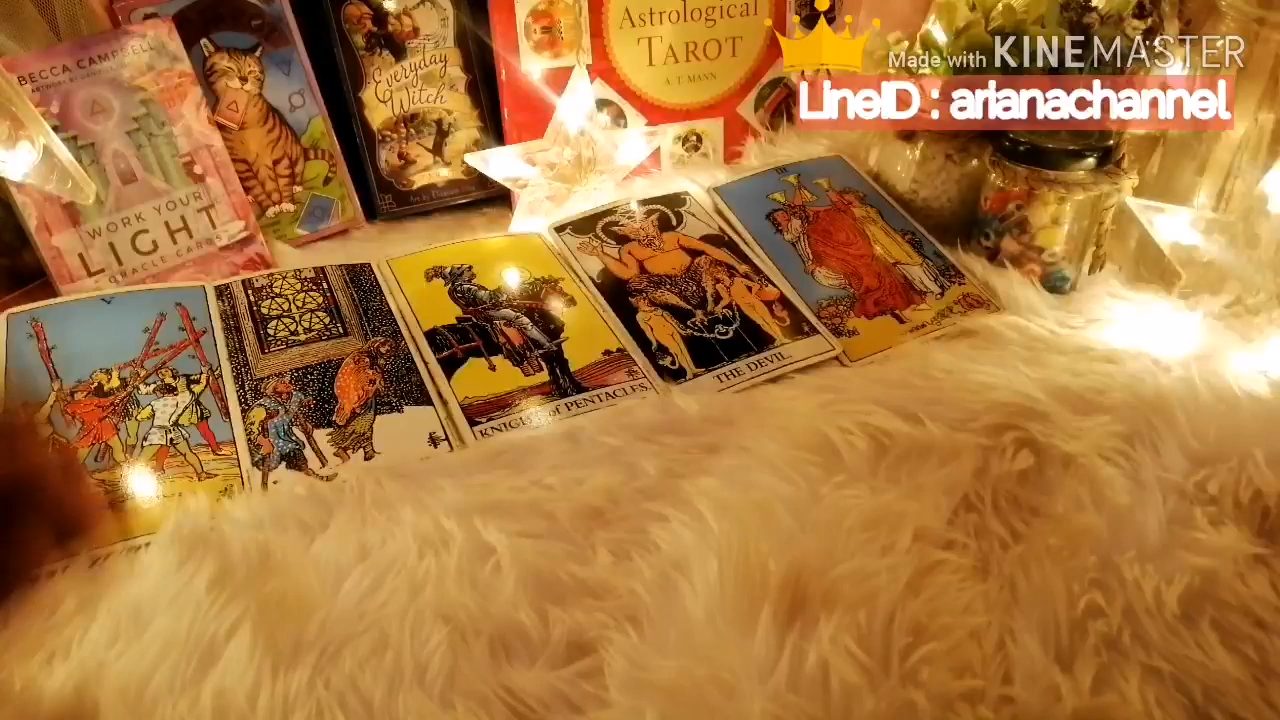 BECCA CAMPBELL
WORK YOUR
LIGHT
ORACLE CARDS
Everyday
Witch
Astrological
TAROT
A. T. MANN
Made with KINEMASTER
LineID : arianachannel
V
III
KNIGHT of PENTACLES.
THE DEVIL.